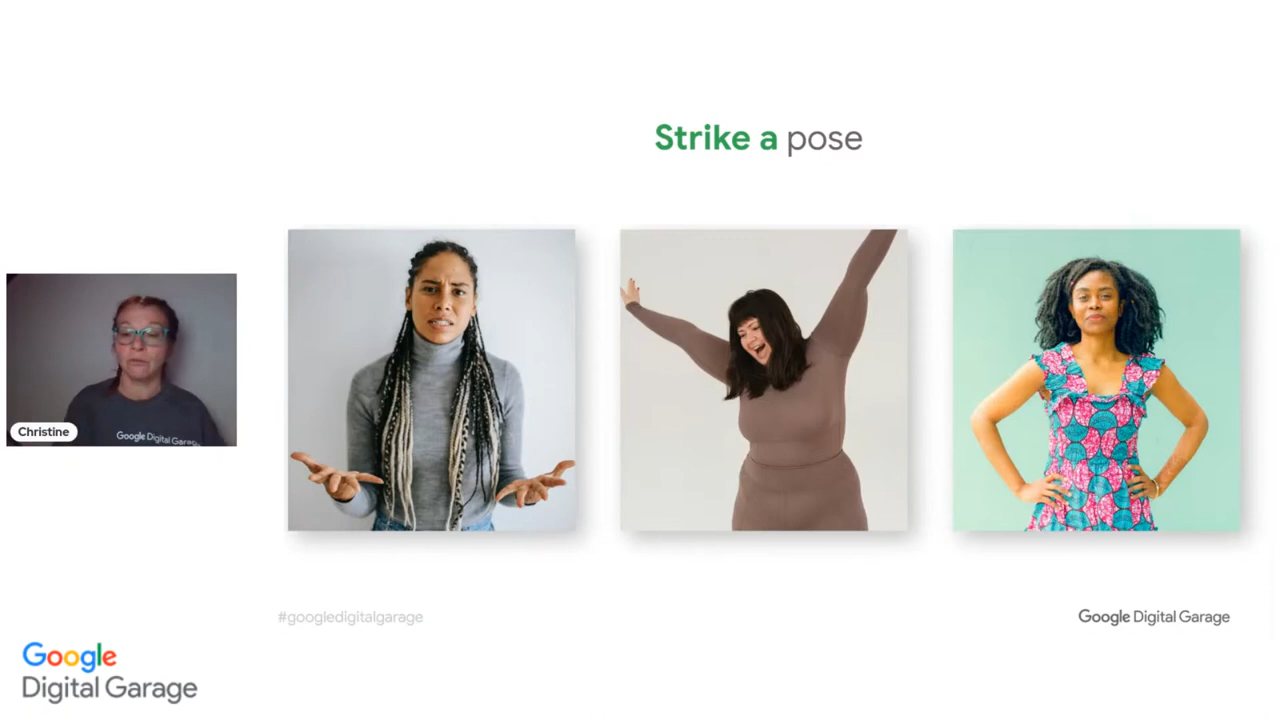 Strike a pose
Christine
Google Digital Garage
#googledigitalgarage
Google Digital Garage
Google
Digital Garage